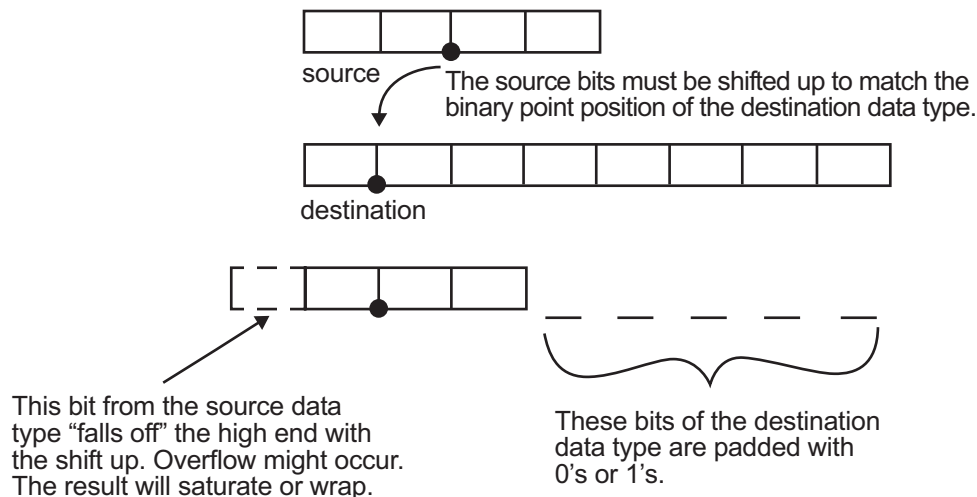 source
The source bits must be shifted up to match the
binary point position of the destination data type.
destination
This bit from the source data
type “falls off” the high end with
the shift up. Overflow might occur.
The result will saturate or wrap.
These bits of the destination
data type are padded with
0's or 1's.